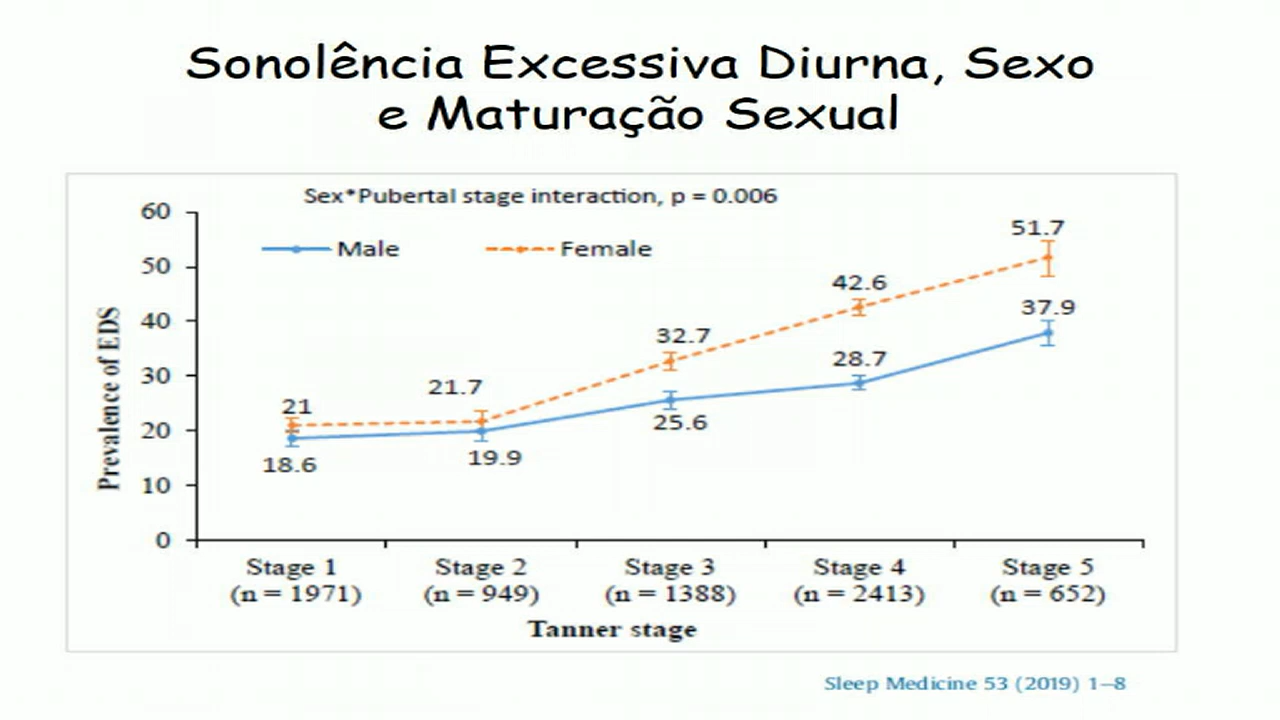 Sonolência Excessiva Diurna, Sexo
e Maturação Sexual
Sex*Pubertal stage interaction, p = 0.006
Male
Female
Prevalence of EDS
60
50
40
30
20
10
0
21
21.7
32.7
42.6
51.7
18.6
19.9
25.6
28.7
37.9
Stage 1
(n = 1971)
Stage 2
(n = 949)
Stage 3
(n = 1388)
Stage 4
(n = 2413)
Stage 5
(n = 652)
Tanner stage
Sleep Medicine 53 (2019) 1–8